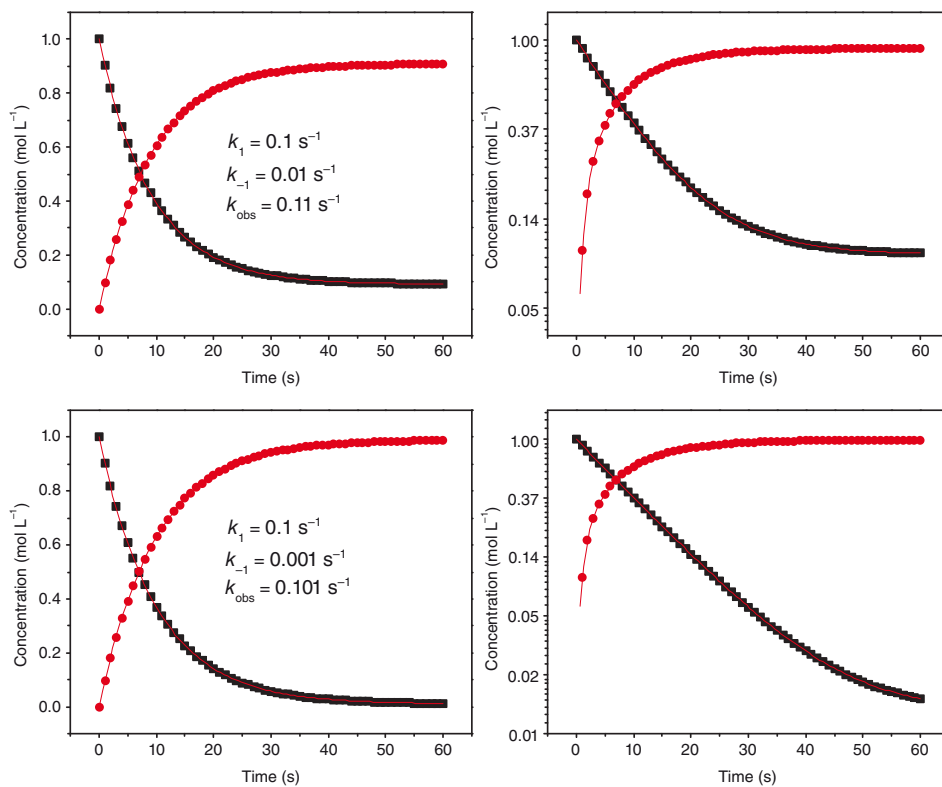 Concentration (mol L⁻¹)
1.0
0.8
0.6
0.4
0.2
0.0
k₁ = 0.1 s⁻¹
k₋₁ = 0.01 s⁻¹
k_obs = 0.11 s⁻¹
0 10 20 30 40 50 60
Time (s)
Concentration (mol L⁻¹)
1.00
0.37
0.14
0.05
0 10 20 30 40 50 60
Time (s)
Concentration (mol L⁻¹)
1.0
0.8
0.6
0.4
0.2
0.0
k₁ = 0.1 s⁻¹
k₋₁ = 0.001 s⁻¹
k_obs = 0.101 s⁻¹
0 10 20 30 40 50 60
Time (s)
Concentration (mol L⁻¹)
1.00
0.37
0.14
0.05
0.02
0.01
0 10 20 30 40 50 60
Time (s)